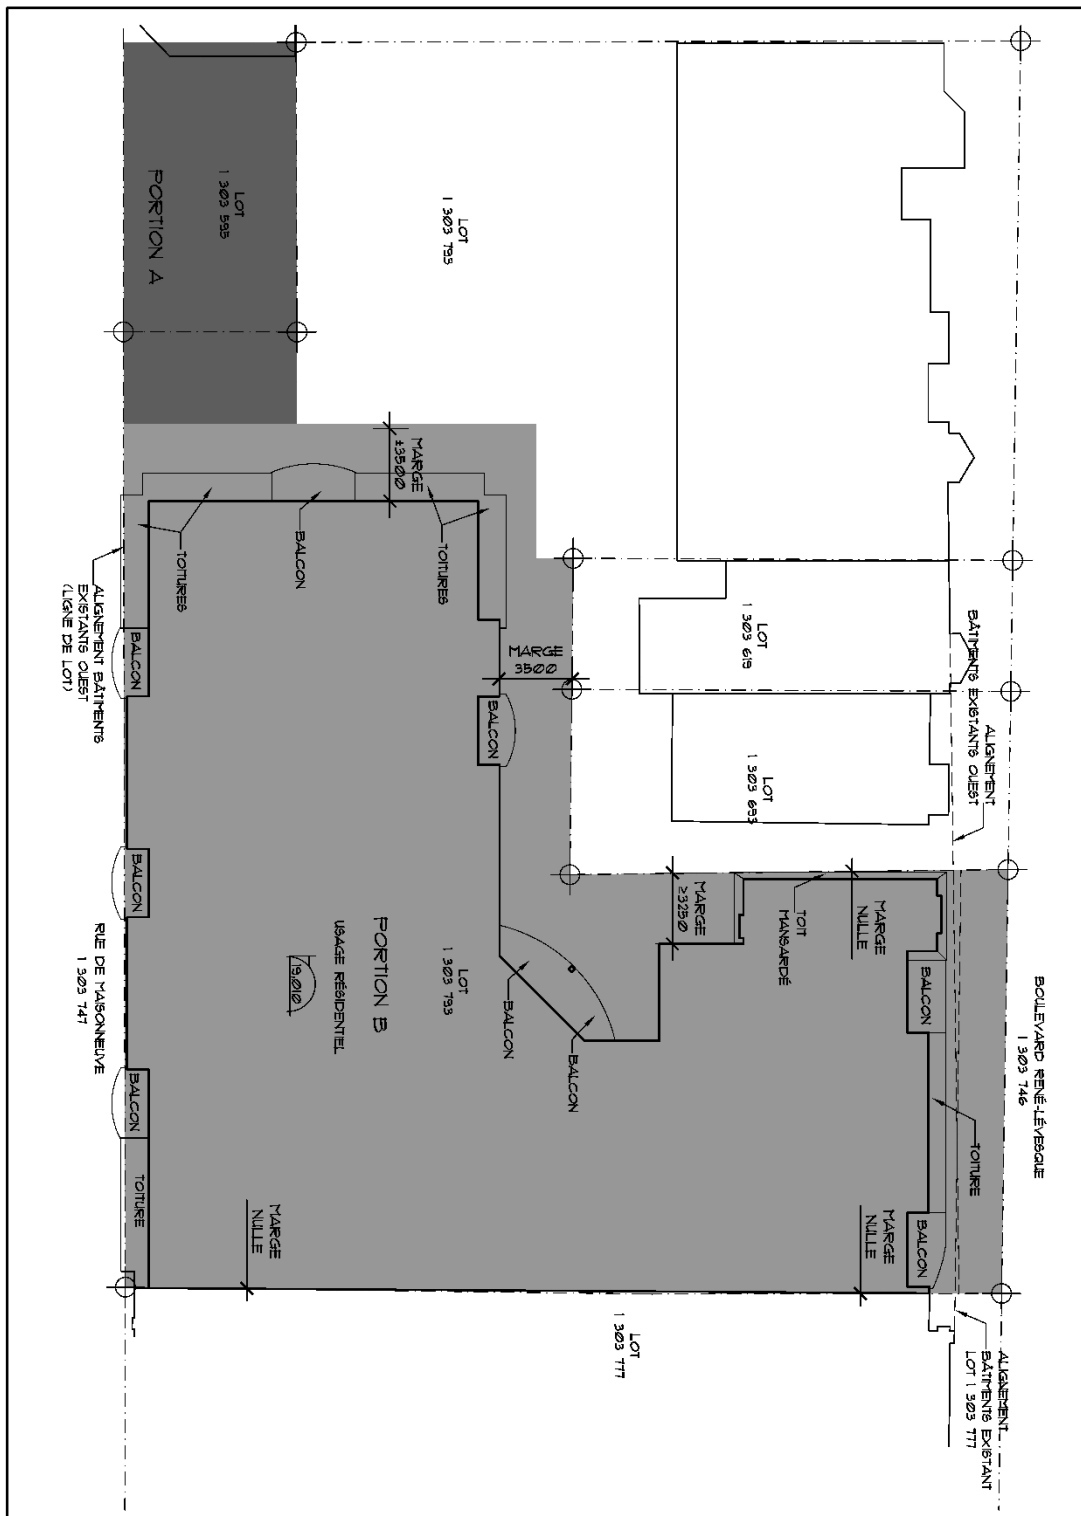 BOULEVARD RENÉ-LÉVESQUE
1 303 746
ALIGNEMENT
BÂTIMENTS EXISTANTS OUEST
ALIGNEMENT
BÂTIMENTS EXISTANT
LOT 1 303 777
TOITURE
BALCON
BALCON
MARGE
NULLE
MARGE
NULLE
TOIT
MANSARDÉ
LOT
1 303 619
LOT
1 303 693
MARGE
≥3250
LOT
1 303 777
BALCON
BALCON
MARGE
3500
BALCON
LOT
1 303 793
LOT
1 303 793
TOITURES
MARGE
±3500
BALCON
PORTION B
USAGE RÉSIDENTIEL
19,010
MARGE
NULLE
LOT
1 303 595
PORTION A
TOITURES
BALCON
BALCON
BALCON
TOITURE
ALIGNEMENT BÂTIMENTS
EXISTANTS OUEST
(LIGNE DE LOT)
RUE DE MAISONNEUVE
1 303 747